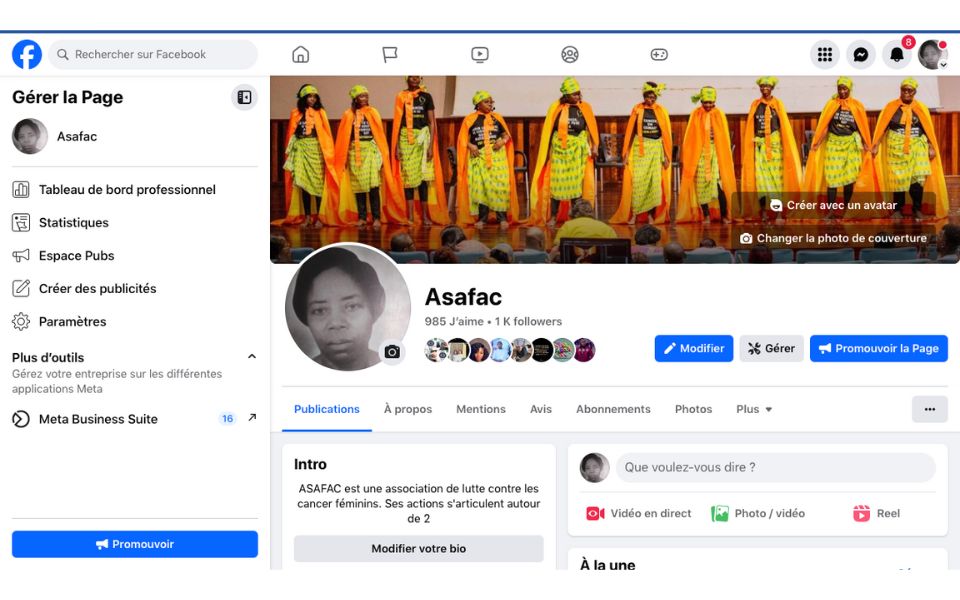 Rechercher sur Facebook
8
Gérer la Page
Asafac
Tableau de bord professionnel
Statistiques
Espace Pubs
Créer des publicités
Paramètres
Plus d’outils
Gérez votre entreprise sur les différentes
applications Meta
Meta Business Suite
16
Promouvoir
Créer avec un avatar
Changer la photo de couverture
Asafac
985 J’aime • 1 K followers
Modifier
Gérer
Promouvoir la Page
Publications
À propos
Mentions
Avis
Abonnements
Photos
Plus
Intro
ASAFAC est une association de lutte contre les
cancer féminins. Ses actions s'articulent autour
de 2
Modifier votre bio
Que voulez-vous dire ?
Vidéo en direct
Photo / vidéo
Reel
À la une